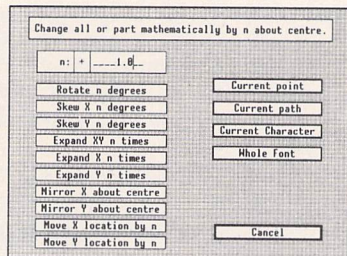 Change all or part mathematically by n about centre.
n: + ____1.0__
Rotate n degrees
Skew X n degrees
Skew Y n degrees
Expand XY n times
Expand X n times
Expand Y n times
Mirror X about centre
Mirror Y about centre
Move X location by n
Move Y location by n
Current point
Current path
Current Character
Whole Font
Cancel